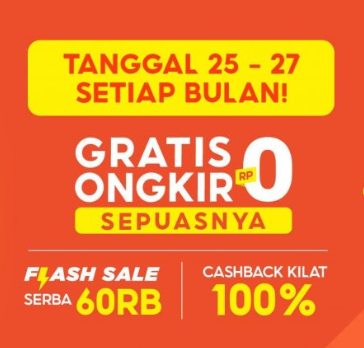 TANGGAL 25 - 27
SETIAP BULAN!
GRATIS
ONGKIR RP 0
SEPUASNYA
FLASH SALE
SERBA 60RB
CASHBACK KILAT
100%